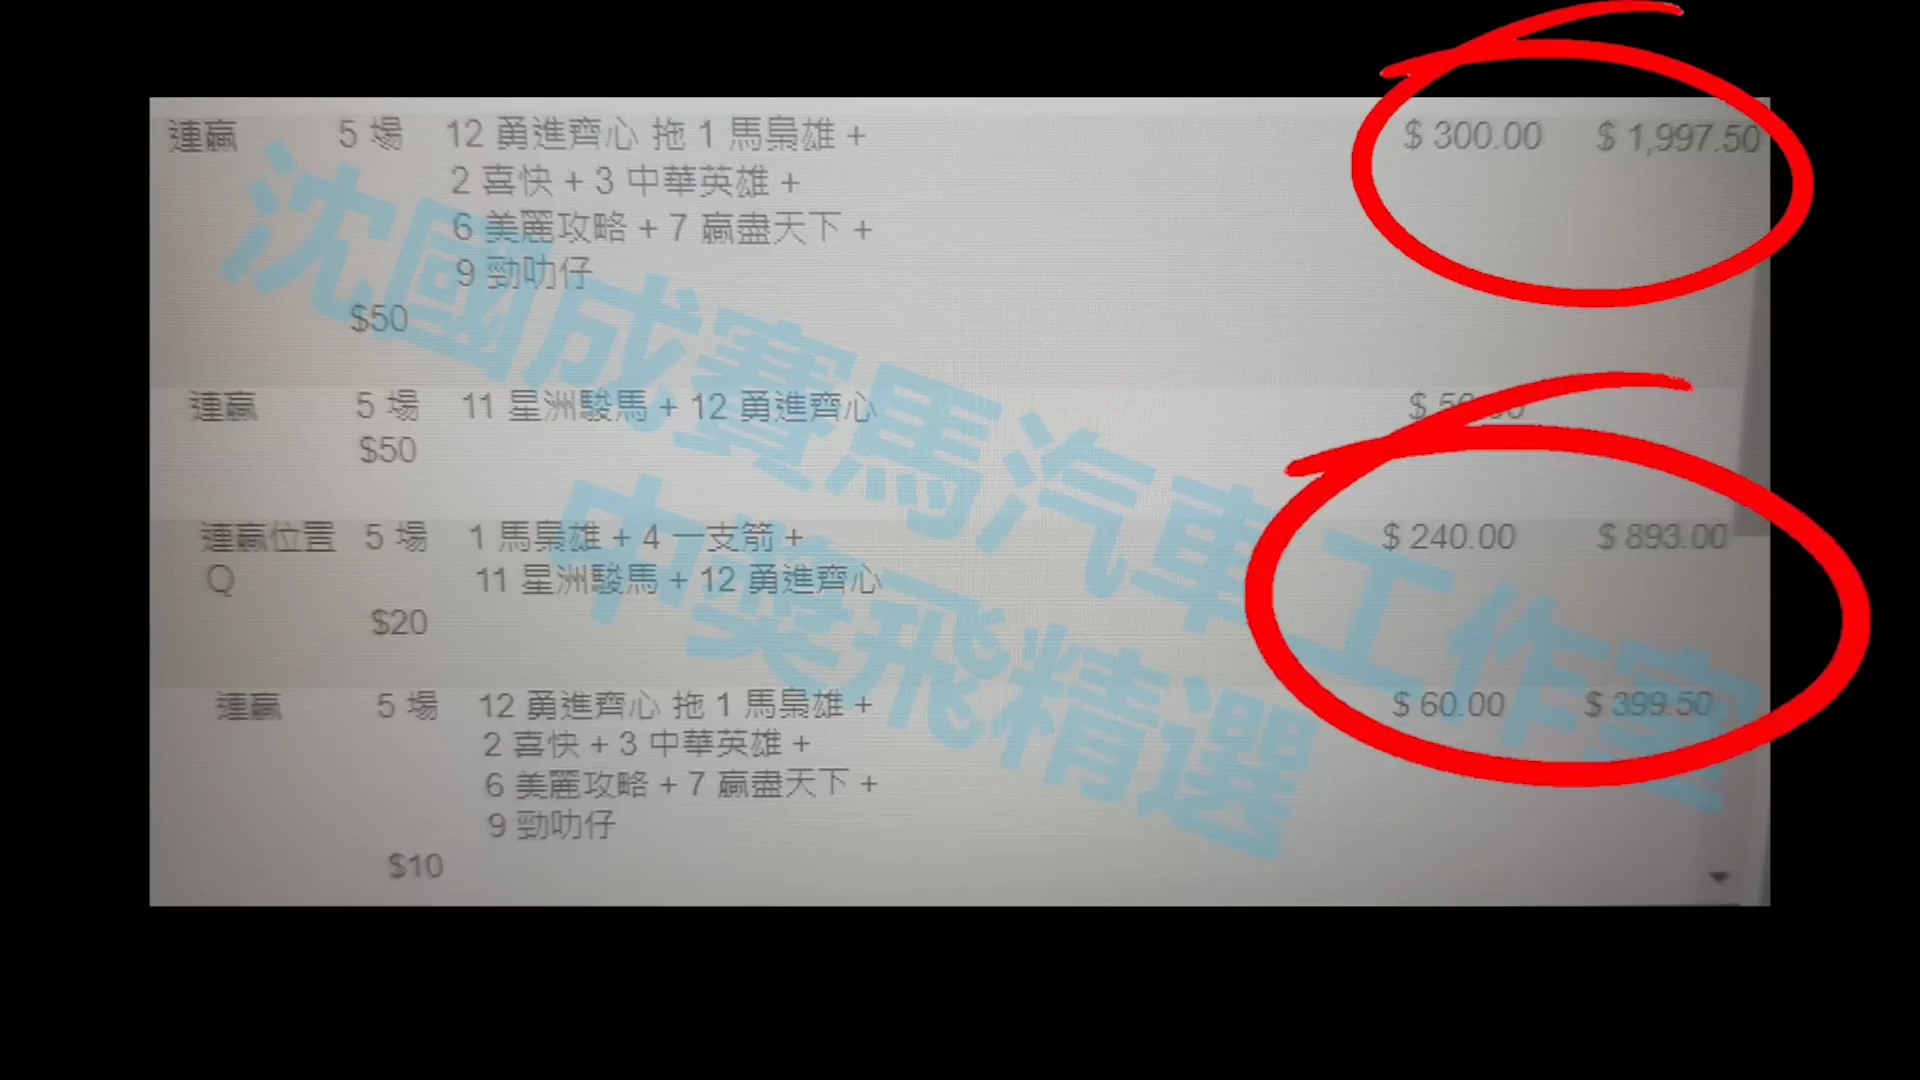 連贏 5 場 12 勇進齊心 拖 1 馬梟雄 + $ 300.00 $ 1,997.50
2 喜快 + 3 中華英雄 +
6 美麗攻略 + 7 贏盡天下 +
9 勁叻仔
$50
連贏 5 場 11 星洲駿馬 + 12 勇進齊心 $ 50.00
$50
連贏位置 5 場 1 馬梟雄 + 4 一支箭 + $ 240.00 $ 893.00
Q 11 星洲駿馬 + 12 勇進齊心
$20
連贏 5 場 12 勇進齊心 拖 1 馬梟雄 + $ 60.00 $ 399.50
2 喜快 + 3 中華英雄 +
6 美麗攻略 + 7 贏盡天下 +
9 勁叻仔
$10
沈國成賽馬汽車工作室
中獎飛精選